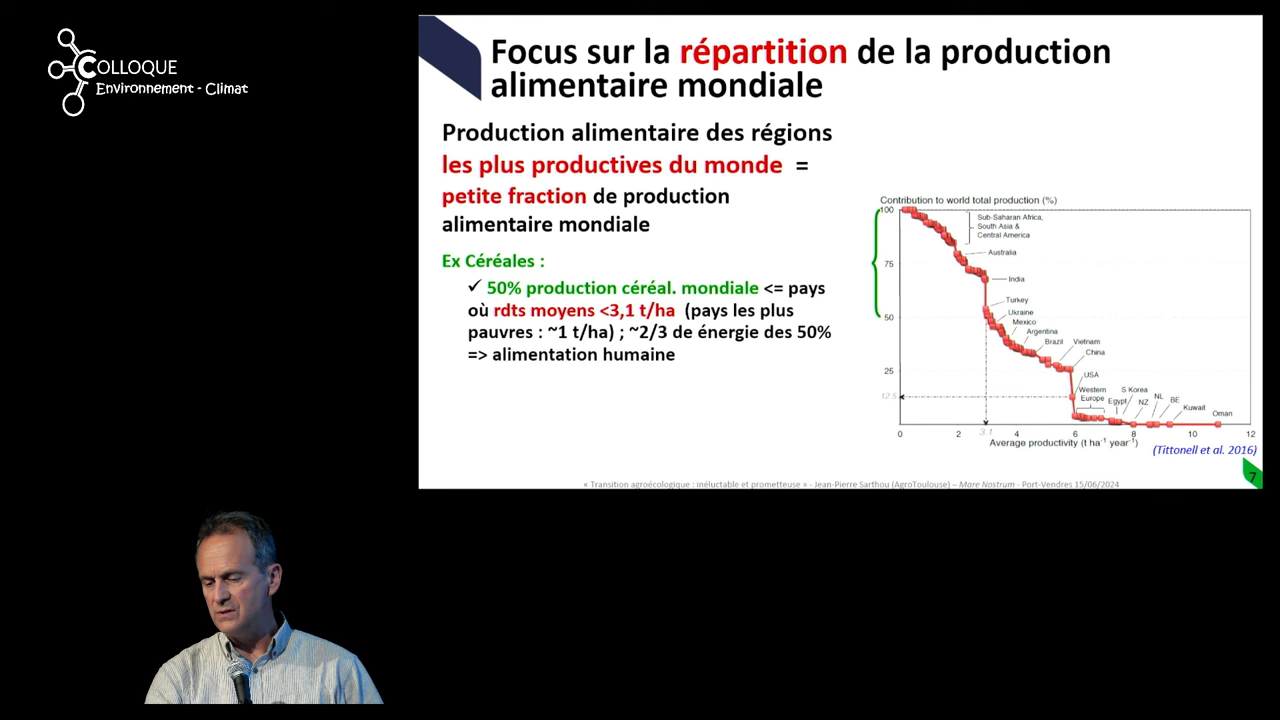 COLLOQUE
Environnement - Climat
Focus sur la répartition de la production
alimentaire mondiale
Production alimentaire des régions
les plus productives du monde =
petite fraction de production
alimentaire mondiale
Ex Céréales :
✓ 50% production céréal. mondiale <= pays
où rdts moyens <3,1 t/ha (pays les plus
pauvres : ~1 t/ha) ; ~2/3 de énergie des 50%
=> alimentation humaine
Contribution to world total production (%)
100
75
50
25
12.5
Sub-Saharan Africa,
South Asia &
Central America
Australia
India
Turkey
Ukraine
Mexico
Argentina
Brazil
Vietnam
China
USA
Western
Europe
Egypt
S Korea
NZ
NL
BE
Kuwait
Oman
0 2 3.1 4 6 8 10 12
Average productivity (t ha⁻¹ year⁻¹)
(Tittonell et al. 2016)
7
« Transition agroécologique : inéluctable et prometteuse » - Jean-Pierre Sarthou (AgroToulouse) – Mare Nostrum - Port-Vendres 15/06/2024